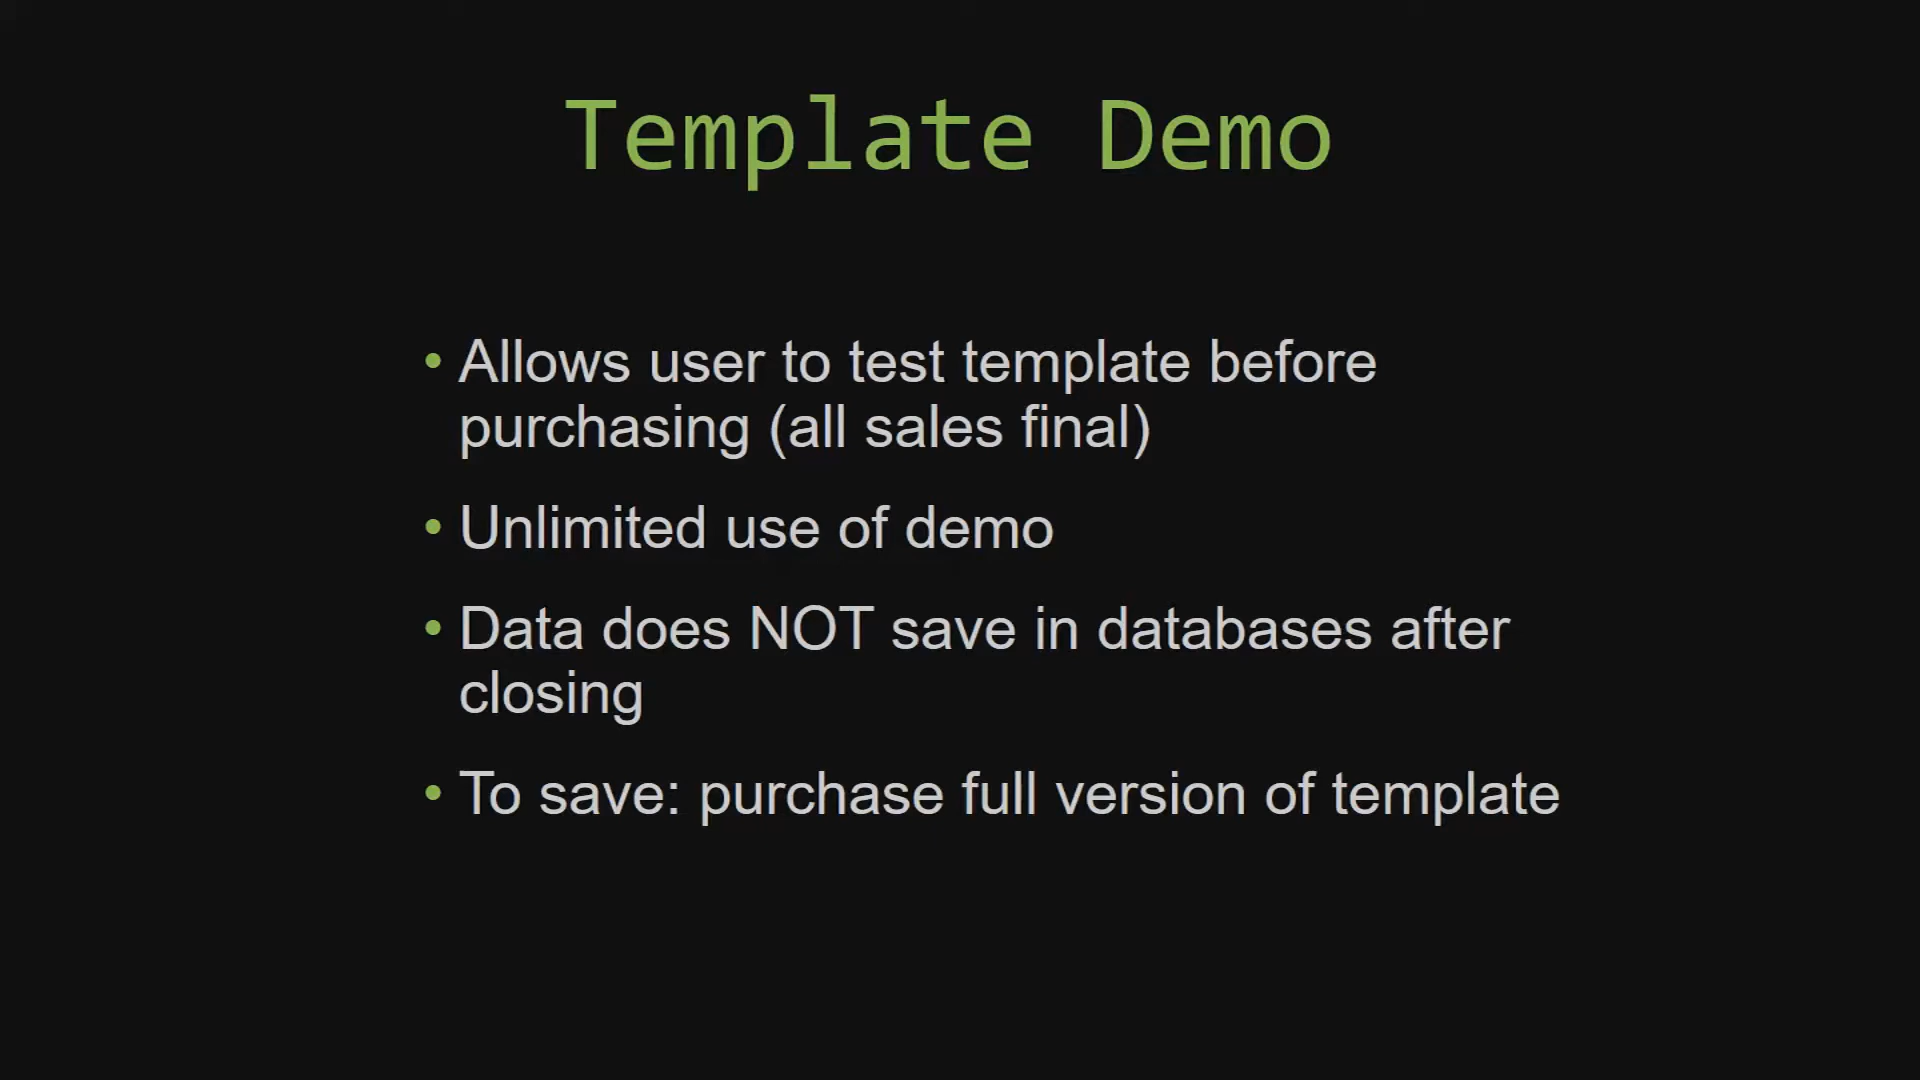 Template Demo
• Allows user to test template before
purchasing (all sales final)
• Unlimited use of demo
• Data does NOT save in databases after
closing
• To save: purchase full version of template